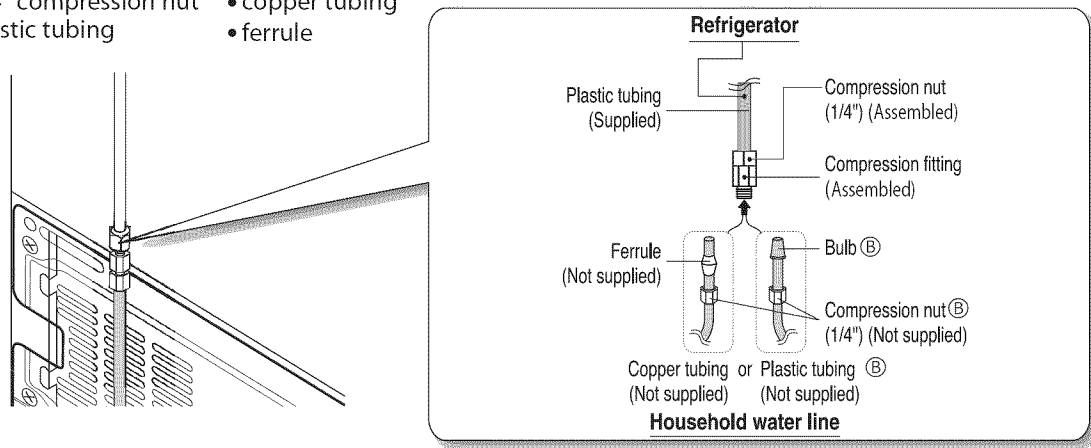 compression nut • copper tubing
tubing • ferrule
Refrigerator
Plastic tubing
(Supplied)
Compression nut
(1/4") (Assembled)
Compression fitting
(Assembled)
Ferrule
(Not supplied)
Bulb Ⓑ
Compression nut Ⓑ
(1/4") (Not supplied)
Copper tubing or Plastic tubing Ⓑ
(Not supplied) (Not supplied)
Household water line